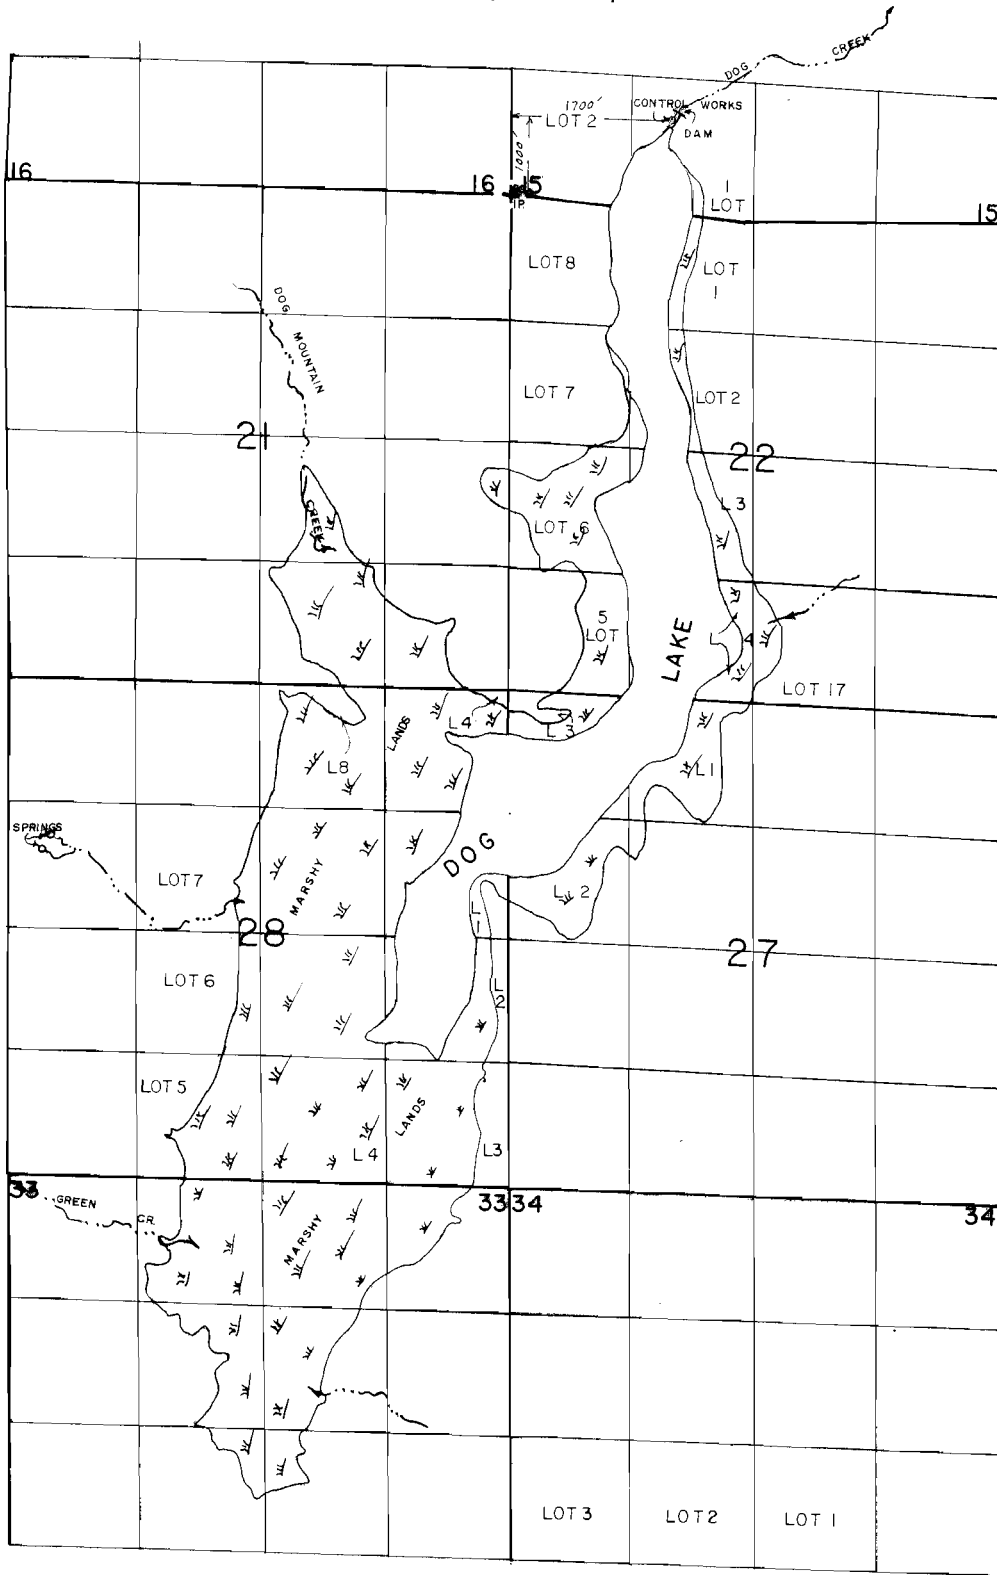 DOG CREEK
1700'
CONTROL WORKS
LOT 2
DAM
1000'
16
16 15
1
LOT
15
LOT 8
LOT
1
DOG
MOUNTAIN
LOT 7
LOT 2
21
22
CREEK
L3
LOT 6
5
LOT
LAKE
L 4
LOT 17
L4
L3
LANDS
L8
L1
SPRINGS
DOG
LOT 7
MARSHY
L 2
L
1
28
27
LOT 6
L
2
LOT 5
LANDS
L4
L3
33
GREEN
CR.
33 34
34
MARSHY
LOT 3
LOT 2
LOT 1